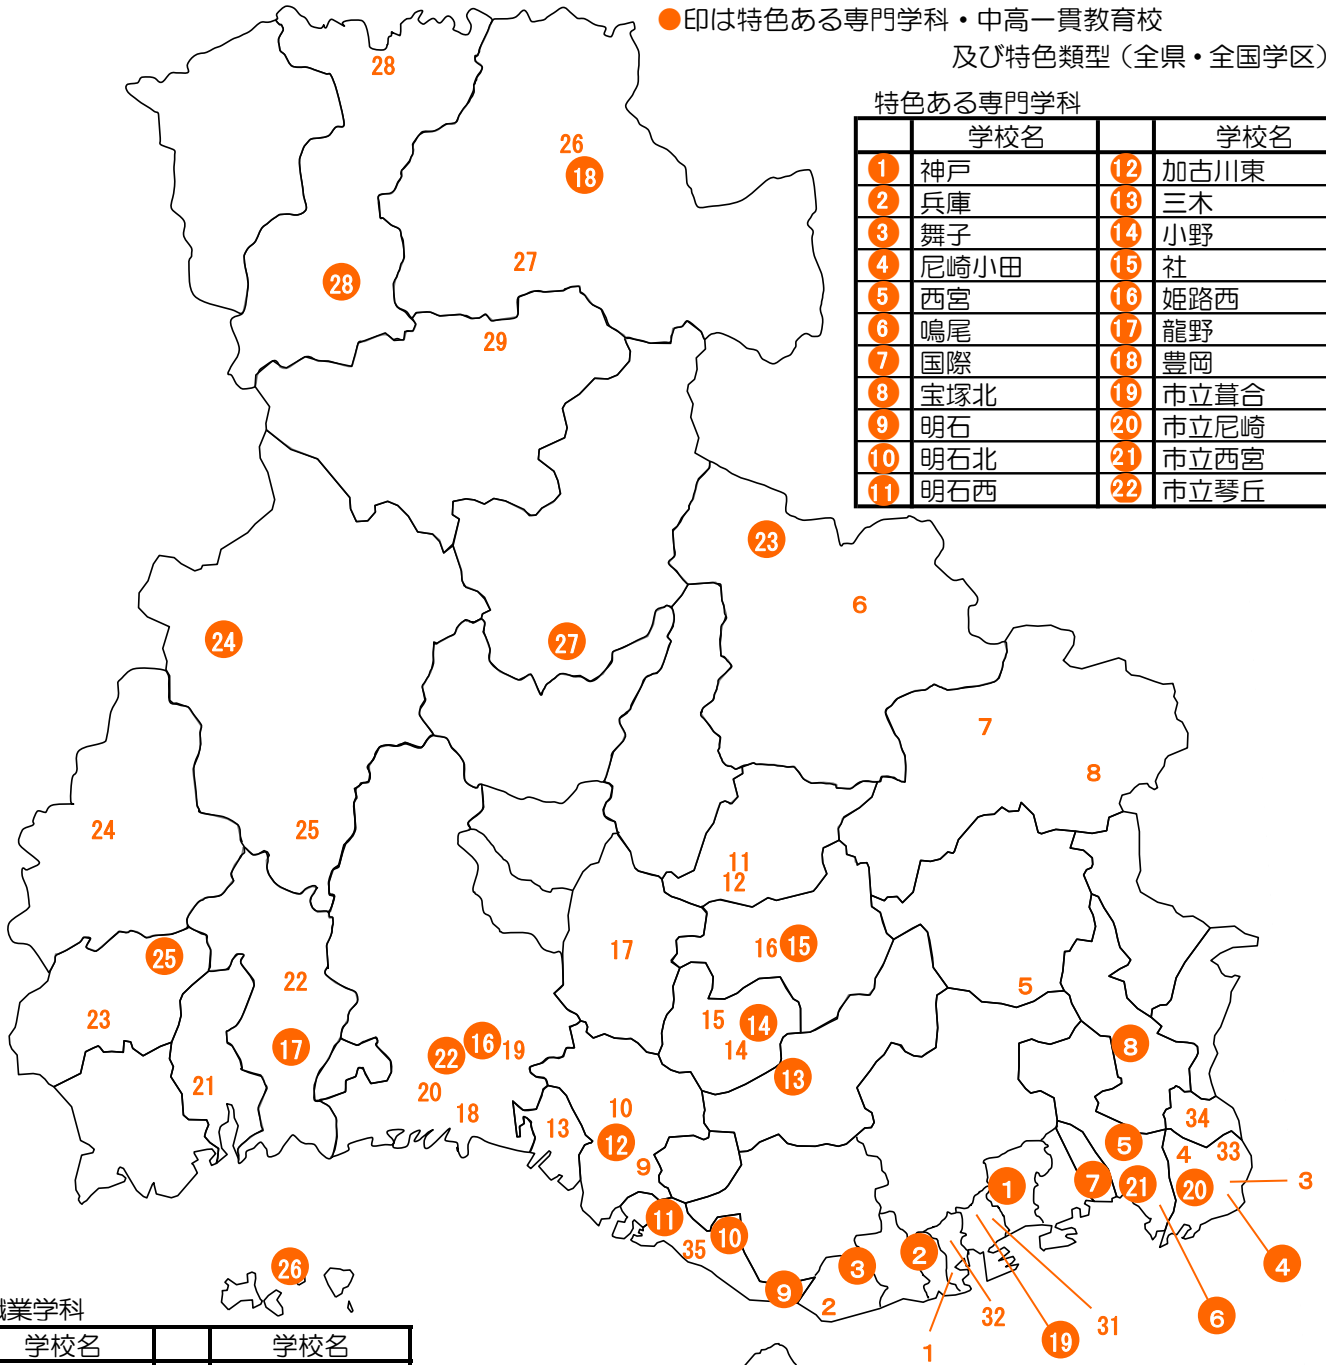 ●印は特色ある専門学科・中高一貫教育校
及び特色類型（全県・全国学区）
特色ある専門学科
学校名 学校名
1 神戸 12 加古川東
2 兵庫 13 三木
3 舞子 14 小野
4 尼崎小田 15 社
5 西宮 16 姫路西
6 鳴尾 17 龍野
7 国際 18 豊岡
8 宝塚北 19 市立葺合
9 明石 20 市立尼崎
10 明石北 21 市立西宮
11 明石西 22 市立琴丘
28
26
18
27
28
29
23
6
24
27
7
8
24
25
11
12
25
22
17
16 15
5
23
15 14
14
17
22 16 19
13
8
21
20
18
10
13
12
9
34
5
4 33
1
7 21 20
3
11
10
35
2
3
26
9
2
4
32
31
6
1
19
職業学科
学校名 学校名